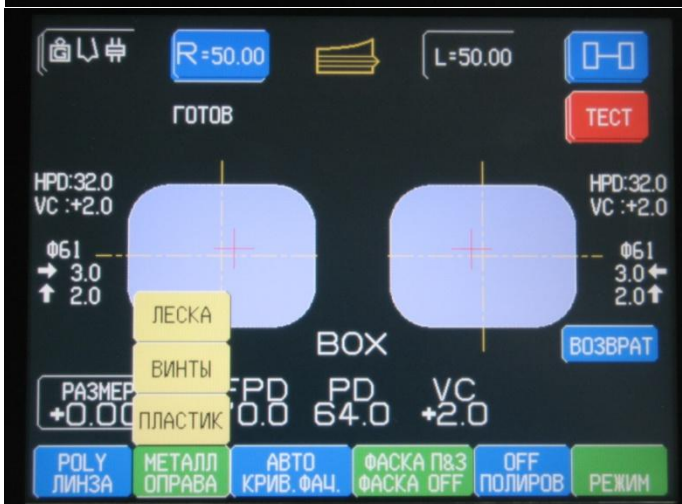 R=50.00
L=50.00
ГОТОВ
ТЕСТ
HPD:32.0
VC :+2.0
HPD:32.0
VC :+2.0
Ф61
→ 3.0
↑ 2.0
Ф61
3.0←
2.0↑
ЛЕСКА
ВИНТЫ
ПЛАСТИК
BOX
ВОЗВРАТ
РАЗМЕР
+0.00
FPD
70.0
PD
64.0
VC
+2.0
POLY
ЛИНЗА
МЕТАЛЛ
ОПРАВА
АВТО
КРИВ.ФАЦ.
ФАСКА П&З
ФАСКА OFF
OFF
ПОЛИРОВ
РЕЖИМ